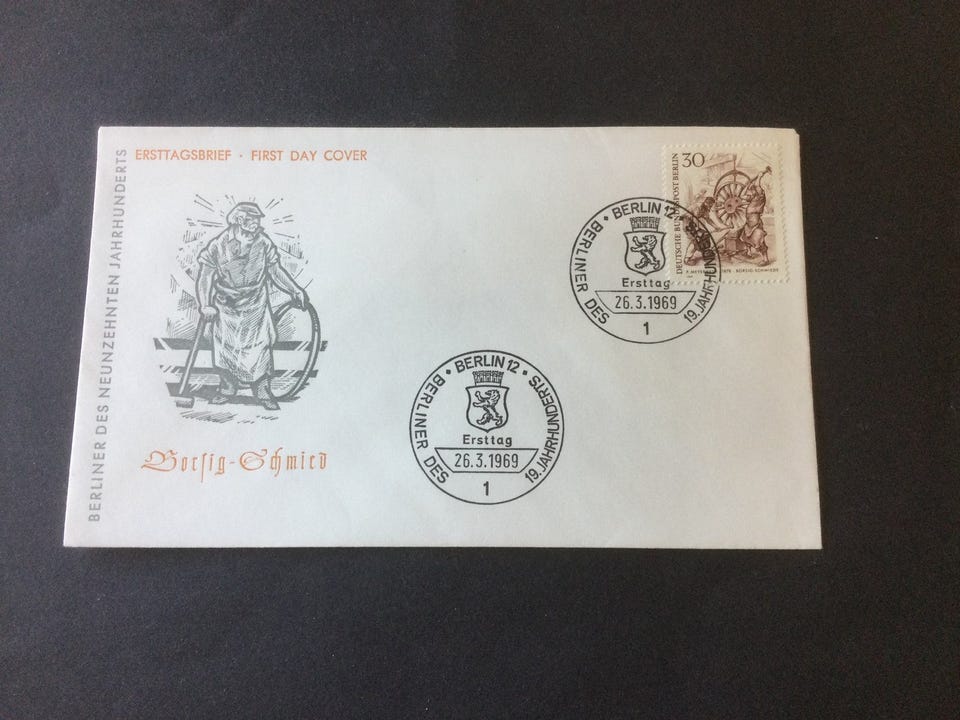 ERSTTAGSBRIEF · FIRST DAY COVER
BERLINER DES NEUNZEHNTEN JAHRHUNDERTS
Borsig-Schmied
30
DEUTSCHE BUNDESPOST BERLIN
BORSIG-SCHMIEDE
• BERLIN 12 •
BERLINER DES 19. JAHRHUNDERTS
Ersttag
26.3.1969
1
• BERLIN 12 •
BERLINER DES 19. JAHRHUNDERTS
Ersttag
26.3.1969
1